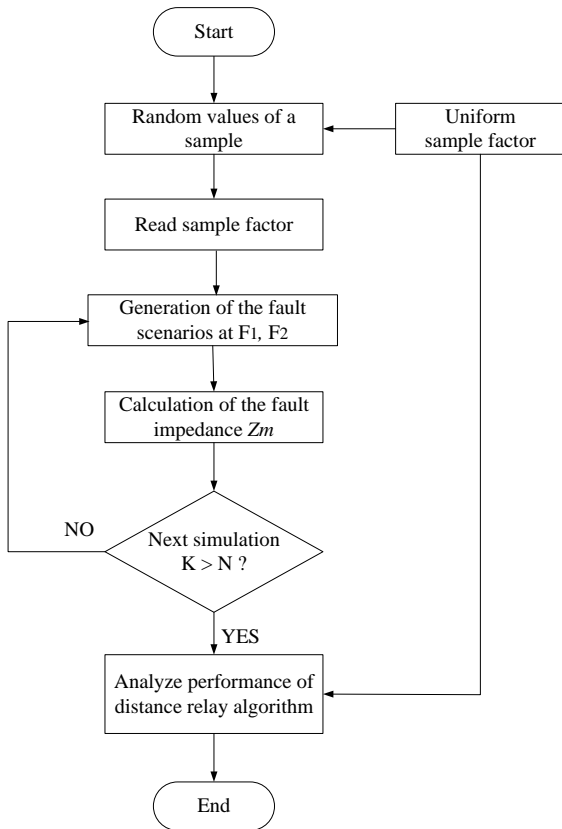 Start
Random values of a
sample
Uniform
sample factor
Read sample factor
Generation of the fault
scenarios at F1, F2
Calculation of the fault
impedance Zm
NO
Next simulation
K > N ?
YES
Analyze performance of
distance relay algorithm
End